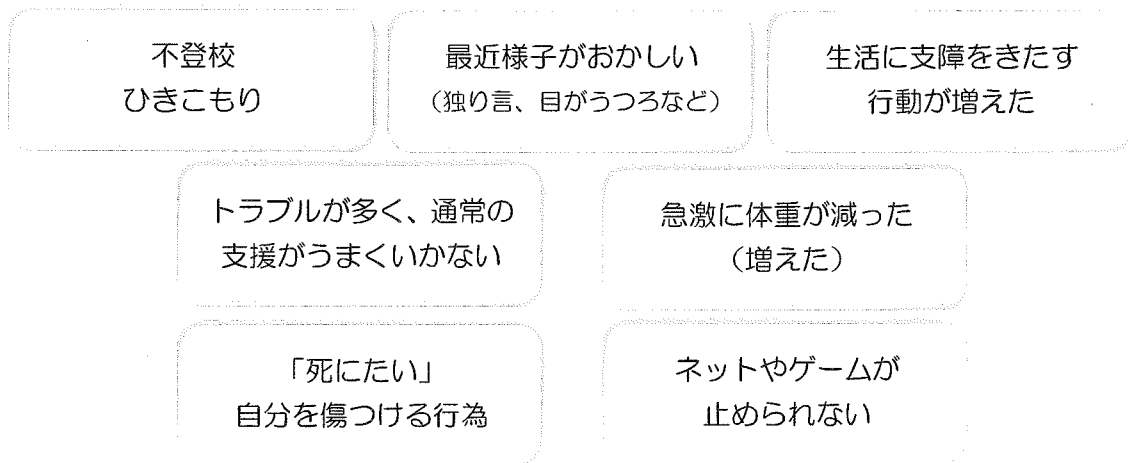 不登校
ひきこもり
最近様子がおかしい
（独り言、目がうつろなど）
生活に支障をきたす
行動が増えた
トラブルが多く、通常の
支援がうまくいかない
急激に体重が減った
（増えた）
「死にたい」
自分を傷つける行為
ネットやゲームが
止められない